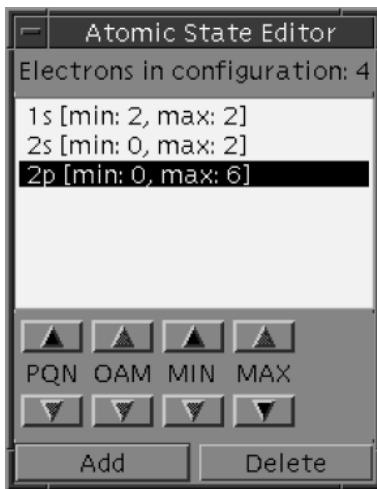 Atomic State Editor
Electrons in configuration: 4
1s [min: 2, max: 2]
2s [min: 0, max: 2]
2p [min: 0, max: 6]
PQN OAM MIN MAX
Add Delete